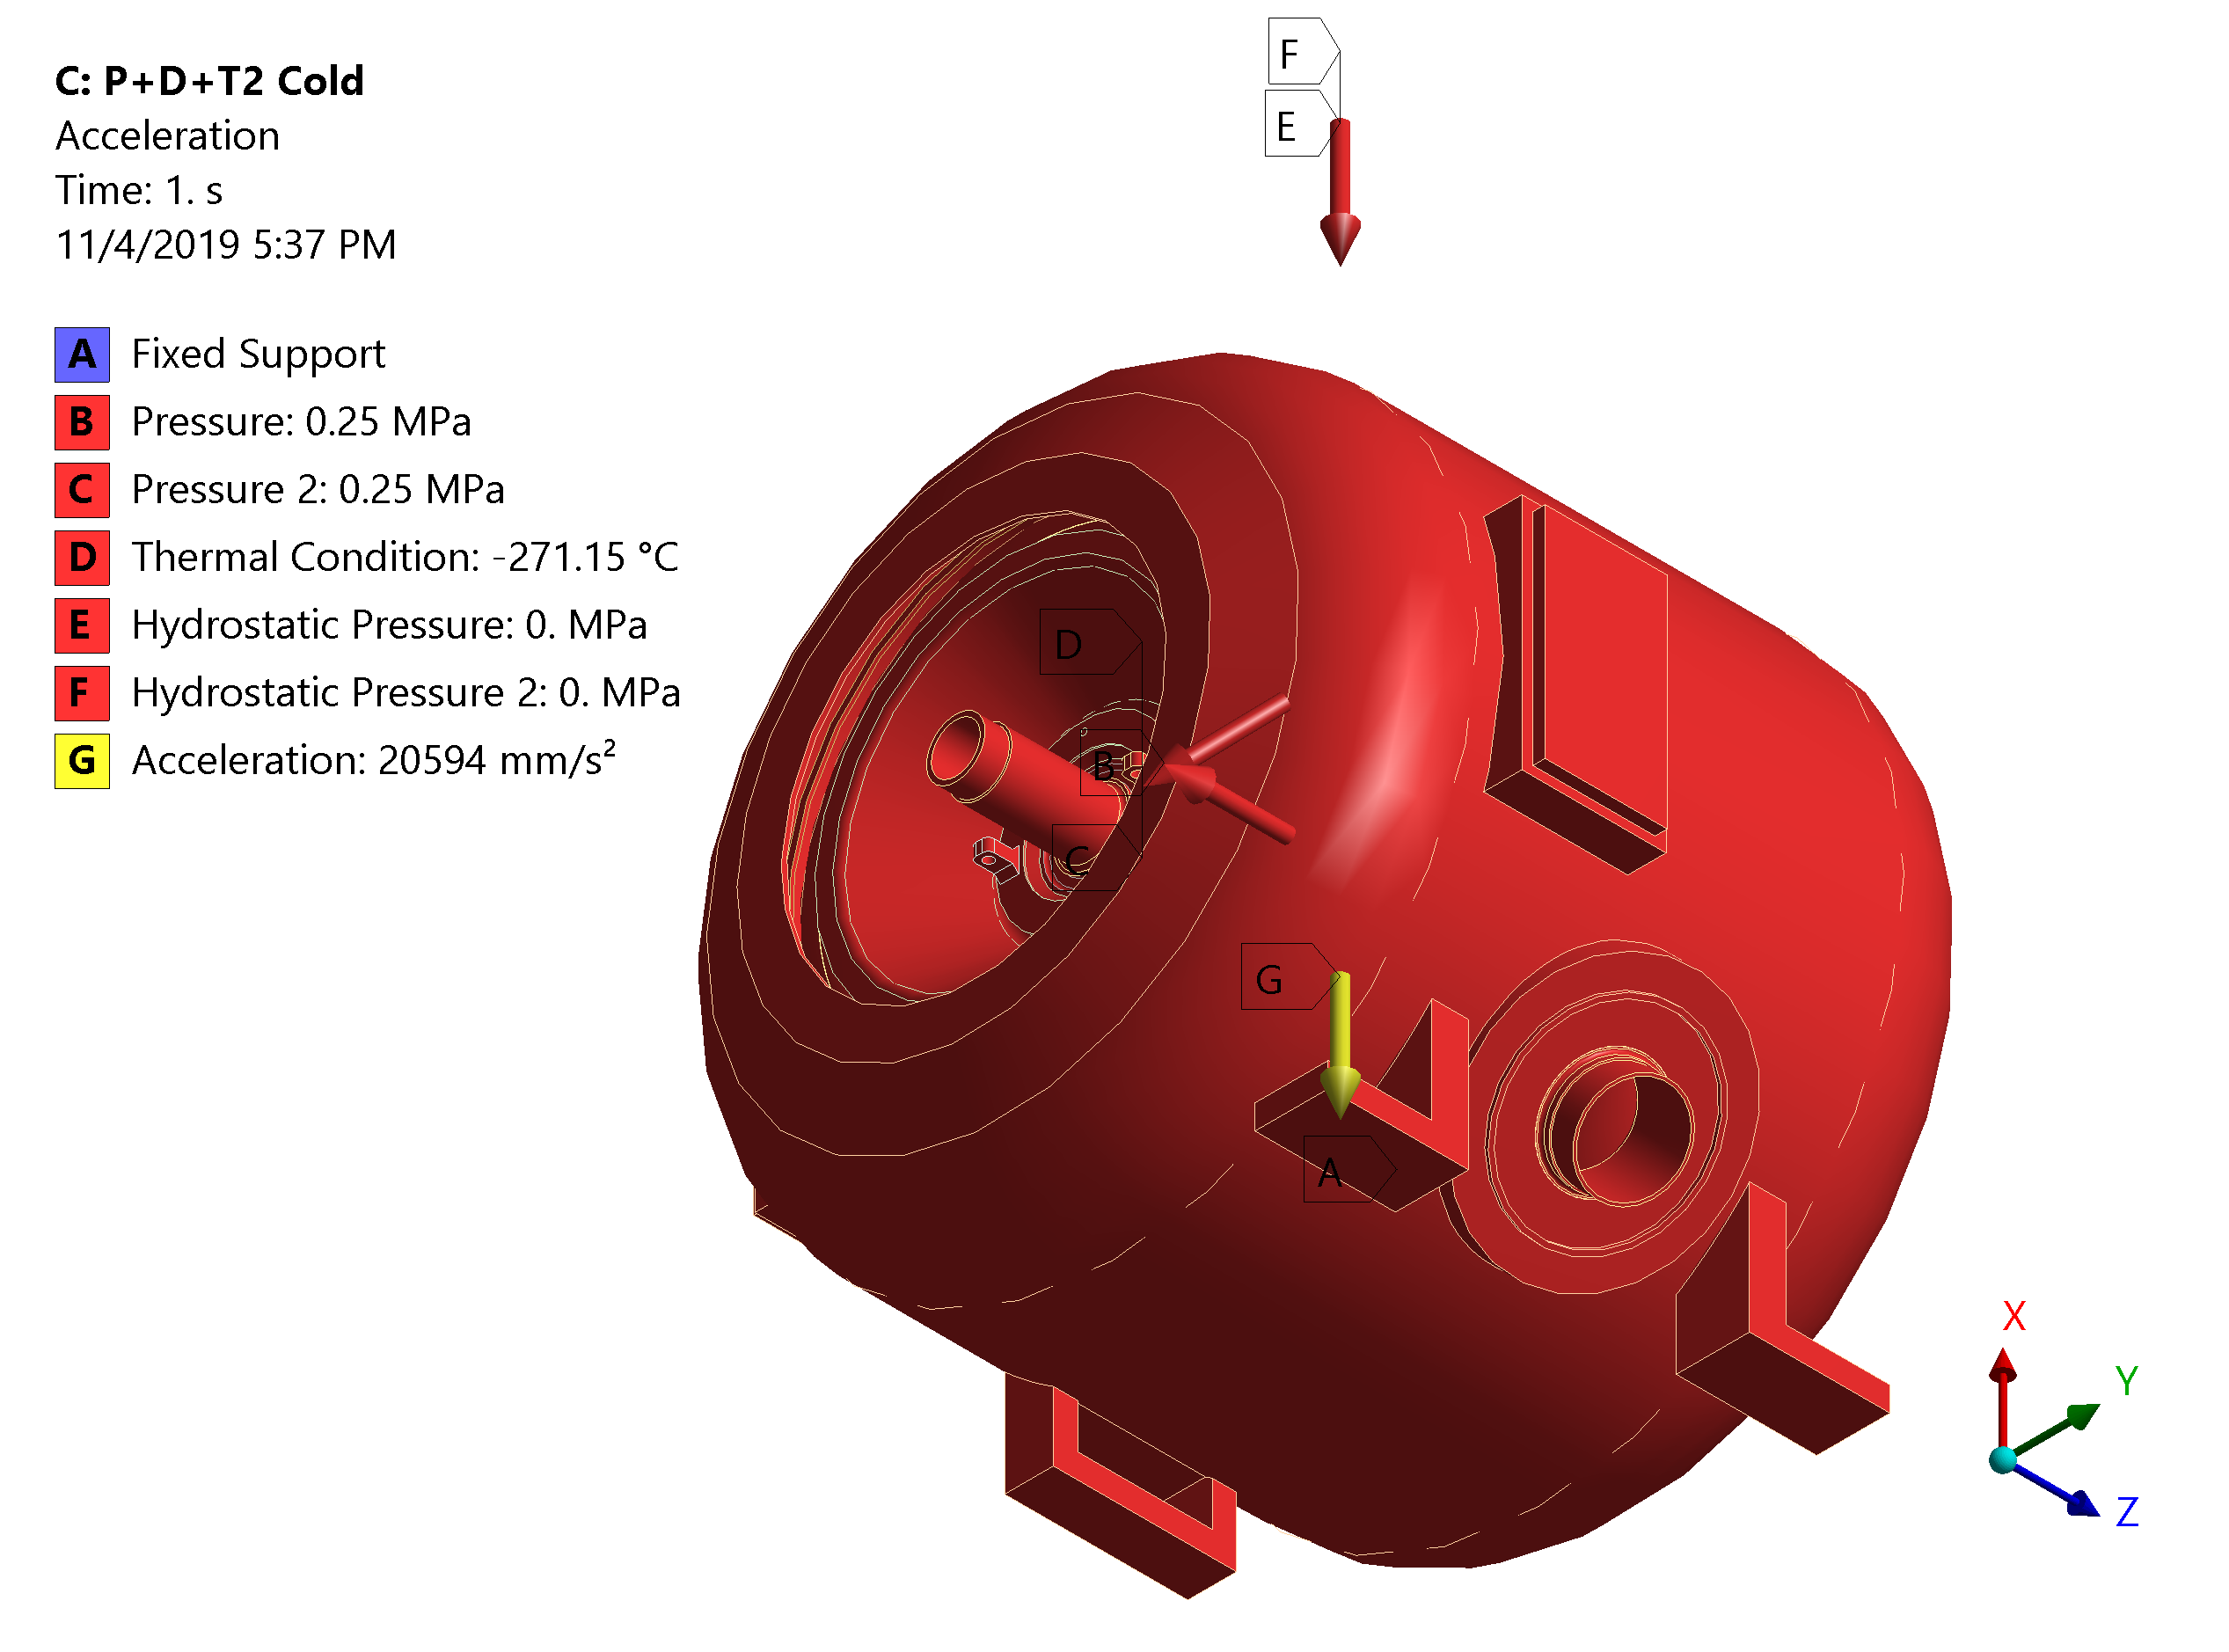 C: P+D+T2 Cold
Acceleration
Time: 1. s
11/4/2019 5:37 PM
A Fixed Support
B Pressure: 0.25 MPa
C Pressure 2: 0.25 MPa
D Thermal Condition: -271.15 °C
E Hydrostatic Pressure: 0. MPa
F Hydrostatic Pressure 2: 0. MPa
G Acceleration: 20594 mm/s²
F
E
D
B
C
G
A
X
Y
Z